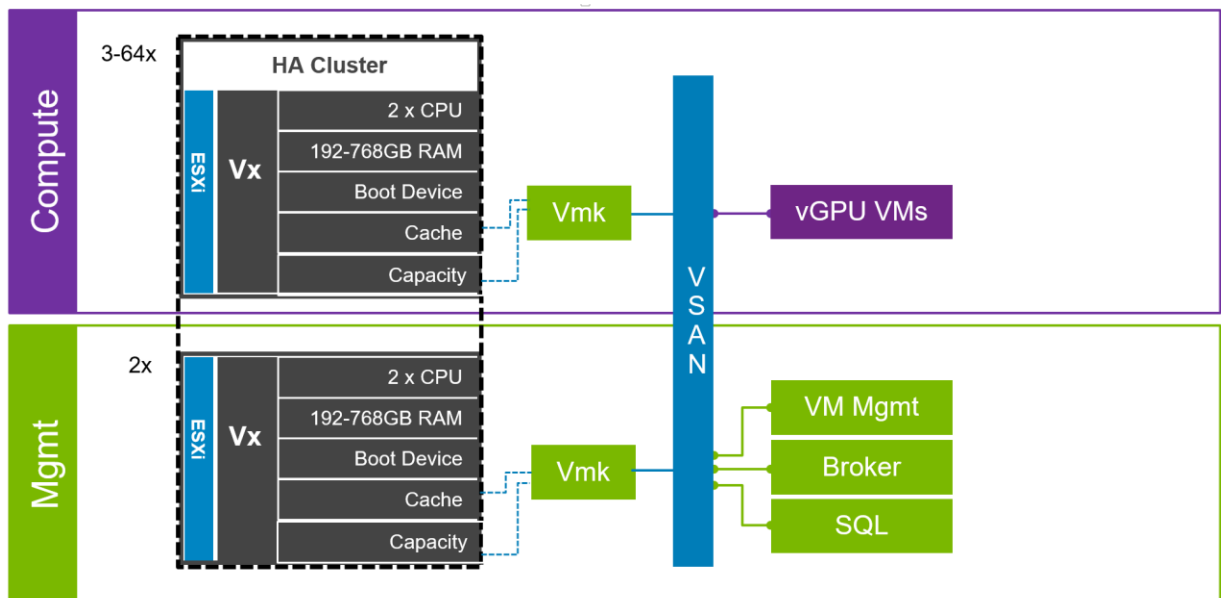 Compute
3-64x
HA Cluster
ESXi
Vx
2 x CPU
192-768GB RAM
Boot Device
Cache
Capacity
Vmk
VSAN
vGPU VMs
Mgmt
2x
ESXi
Vx
2 x CPU
192-768GB RAM
Boot Device
Cache
Capacity
Vmk
VM Mgmt
Broker
SQL